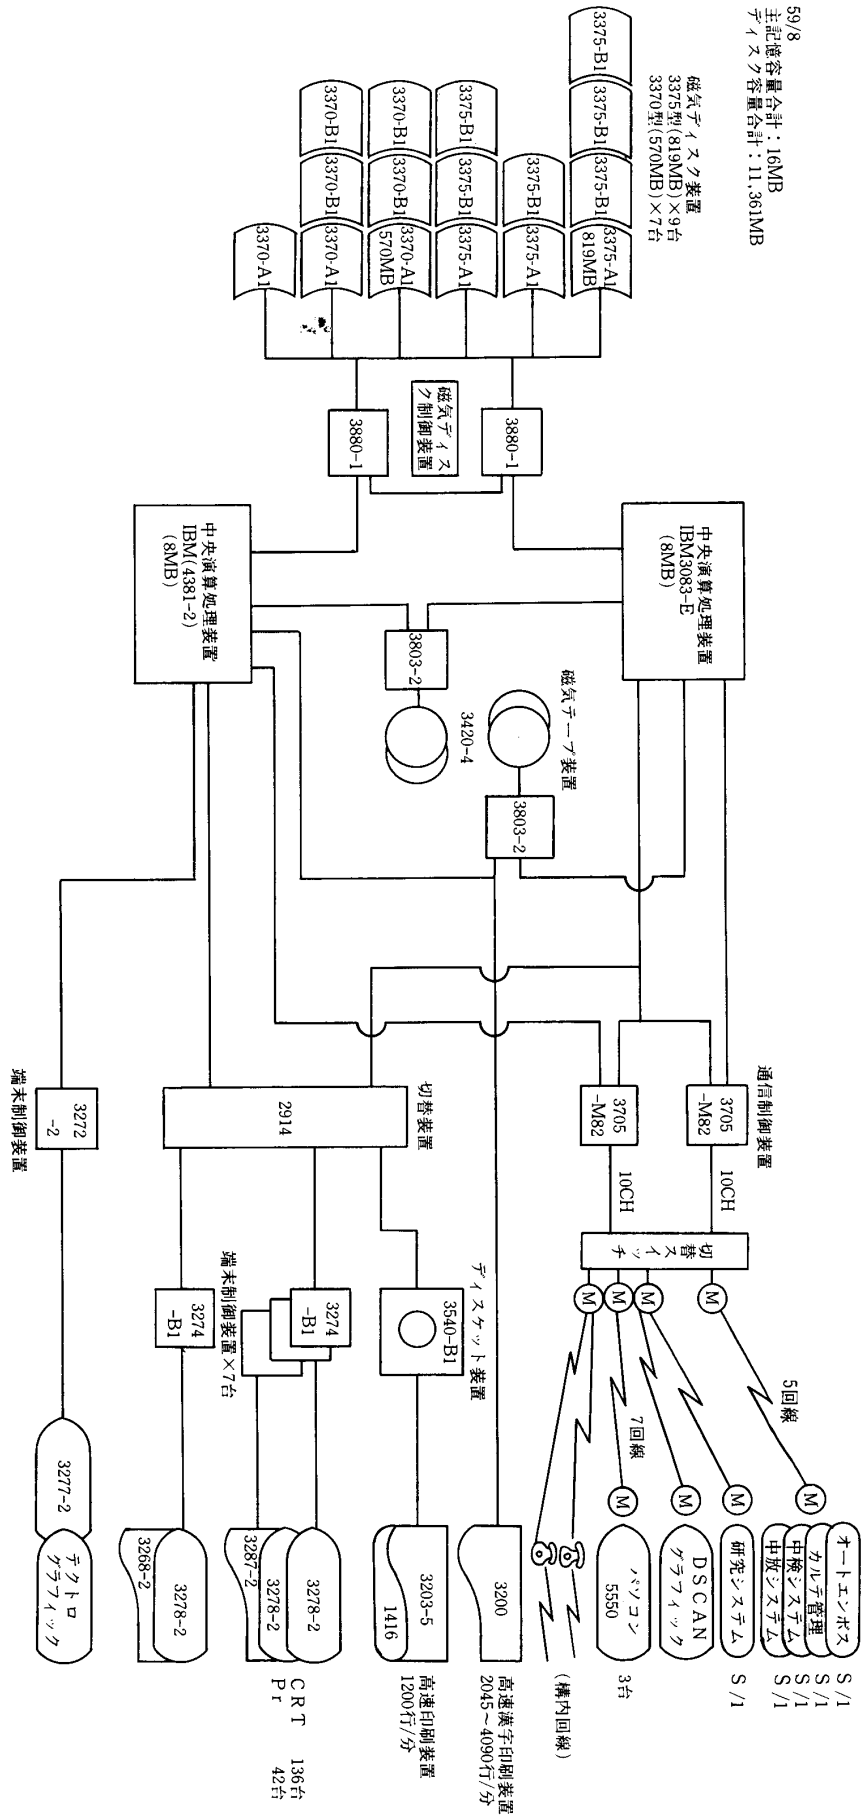 59/8
主記憶容量合計：16MB
ディスク容量合計：11,361MB
磁気ディスク装置
3375型(819MB)×9台
3370型(570MB)×7台
3375-B1
3375-B1
3375-B1
3375-A1
819MB
3375-B1
3375-A1
3375-B1
3375-B1
3375-A1
3370-B1
3370-B1
3370-A1
570MB
3370-B1
3370-B1
3370-A1
3370-A1
3880-1
磁気ディス
ク制御装置
3880-1
中央演算処理装置
IBM3083-E
(8MB)
中央演算処理装置
IBM(4381-2)
(8MB)
磁気テープ装置
3803-2
3420-4
3803-2
通信制御装置
3705
-M82
3705
-M82
10CH
10CH
切替スイッチ
M
M
M
M
5回線
7回線
M
M
M
M
オートエンボス
カルテ管理
中検システム
中放システム
研究システム
S/1
S/1
S/1
S/1
S/1
DSCAN
グラフィック
パソコン
5550
3台
(構内回線)
切替装置
2914
ディスケット装置
3540-B1
3200
高速漢字印刷装置
2045～4090行/分
3203-5
1416
高速印刷装置
1200行/分
3274
-B1
端末制御装置×7台
3274
-B1
3278-2
3278-2
3287-2
CRT 136台
Pr 42台
3278-2
3268-2
3272
-2
端末制御装置
3277-2
テクトロ
グラフィック